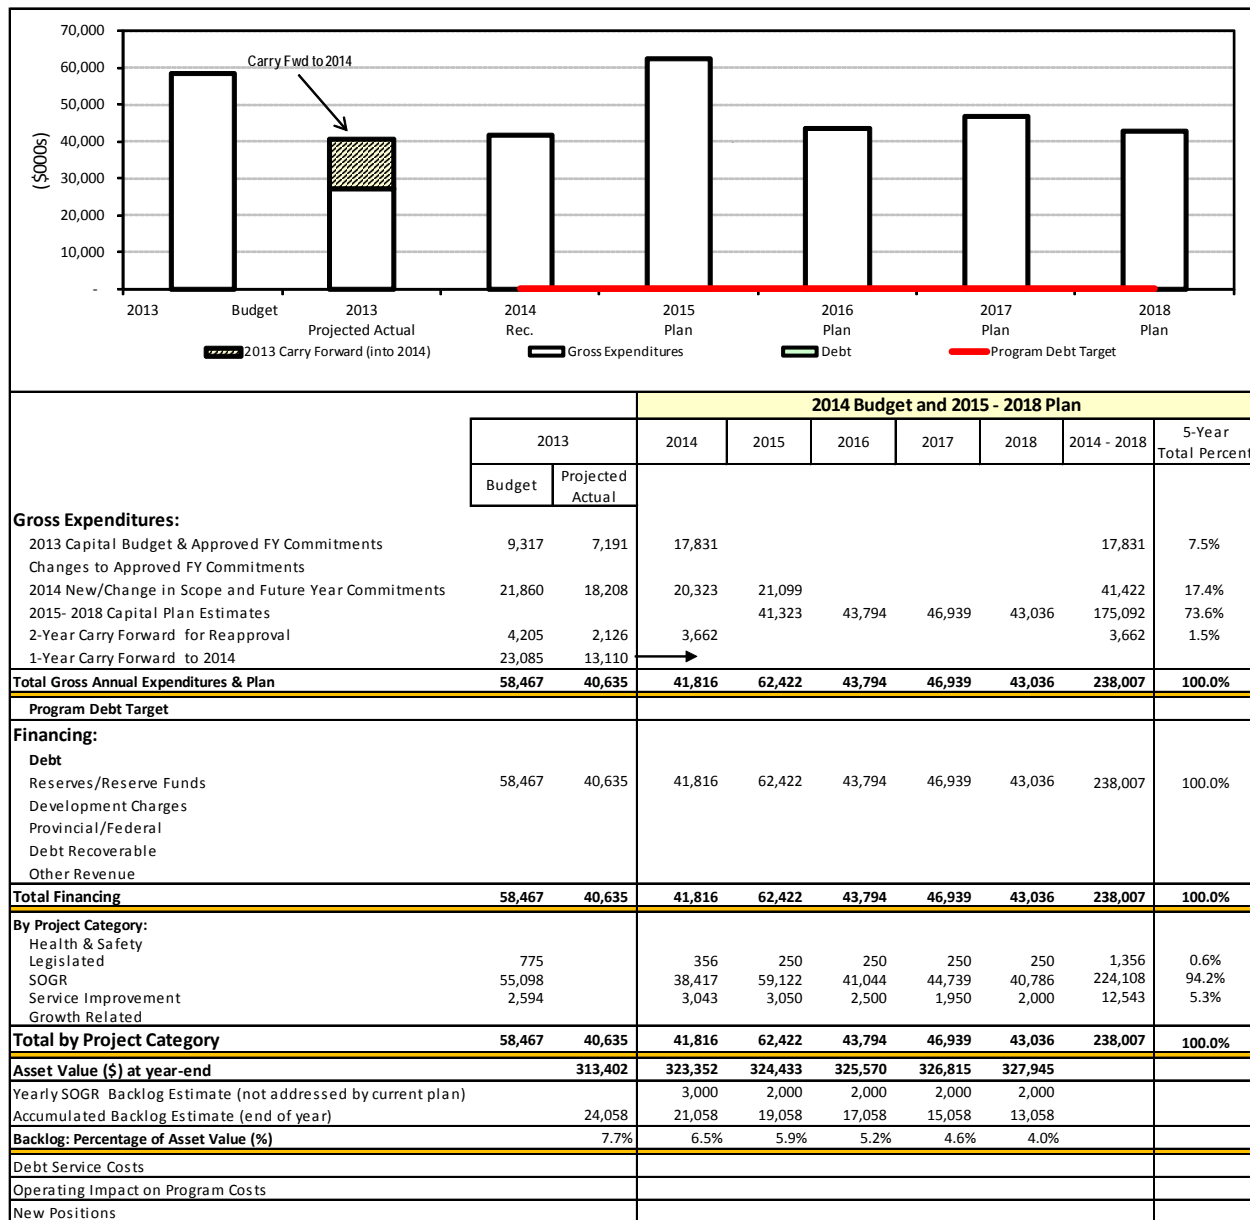 70,000
60,000
50,000
40,000
30,000
20,000
10,000
-
($000s)
Carry Fwd to 2014
2013 Budget 2013 2014 2015 2016 2017 2018
Projected Actual Rec. Plan Plan Plan Plan
2013 Carry Forward (into 2014) Gross Expenditures Debt Program Debt Target
2014 Budget and 2015 - 2018 Plan
2013 2014 2015 2016 2017 2018 2014 - 2018 5-Year Total Percent
Budget Projected Actual
Gross Expenditures:
2013 Capital Budget & Approved FY Commitments 9,317 7,191 17,831 17,831 7.5%
Changes to Approved FY Commitments
2014 New/Change in Scope and Future Year Commitments 21,860 18,208 20,323 21,099 41,422 17.4%
2015- 2018 Capital Plan Estimates 41,323 43,794 46,939 43,036 175,092 73.6%
2-Year Carry Forward for Reapproval 4,205 2,126 3,662 3,662 1.5%
1-Year Carry Forward to 2014 23,085 13,110
Total Gross Annual Expenditures & Plan 58,467 40,635 41,816 62,422 43,794 46,939 43,036 238,007 100.0%
Program Debt Target
Financing:
Debt
Reserves/Reserve Funds 58,467 40,635 41,816 62,422 43,794 46,939 43,036 238,007 100.0%
Development Charges
Provincial/Federal
Debt Recoverable
Other Revenue
Total Financing 58,467 40,635 41,816 62,422 43,794 46,939 43,036 238,007 100.0%
By Project Category:
Health & Safety
Legislated 775 356 250 250 250 250 1,356 0.6%
SOGR 55,098 38,417 59,122 41,044 44,739 40,786 224,108 94.2%
Service Improvement 2,594 3,043 3,050 2,500 1,950 2,000 12,543 5.3%
Growth Related
Total by Project Category 58,467 40,635 41,816 62,422 43,794 46,939 43,036 238,007 100.0%
Asset Value ($) at year-end 313,402 323,352 324,433 325,570 326,815 327,945
Yearly SOGR Backlog Estimate (not addressed by current plan) 3,000 2,000 2,000 2,000 2,000
Accumulated Backlog Estimate (end of year) 24,058 21,058 19,058 17,058 15,058 13,058
Backlog: Percentage of Asset Value (%) 7.7% 6.5% 5.9% 5.2% 4.6% 4.0%
Debt Service Costs
Operating Impact on Program Costs
New Positions